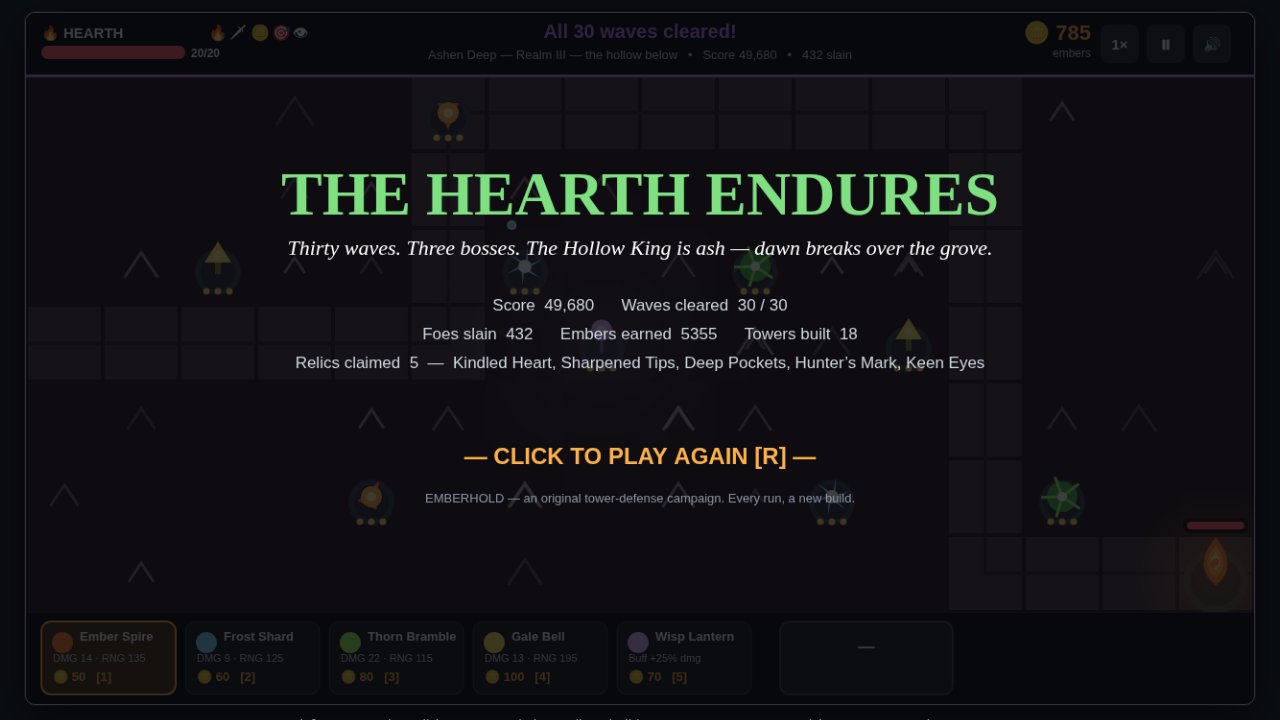 HEARTH
20/20
All 30 waves cleared!
Ashen Deep — Realm III — the hollow below • Score 49,680 • 432 slain
785
embers
1×
THE HEARTH ENDURES
Thirty waves. Three bosses. The Hollow King is ash — dawn breaks over the grove.
Score 49,680 Waves cleared 30 / 30
Foes slain 432 Embers earned 5355 Towers built 18
Relics claimed 5 — Kindled Heart, Sharpened Tips, Deep Pockets, Hunter’s Mark, Keen Eyes
— CLICK TO PLAY AGAIN [R] —
EMBERHOLD — an original tower-defense campaign. Every run, a new build.
Ember Spire
DMG 14 · RNG 135
50 [1]
Frost Shard
DMG 9 · RNG 125
60 [2]
Thorn Bramble
DMG 22 · RNG 115
80 [3]
Gale Bell
DMG 13 · RNG 195
100 [4]
Wisp Lantern
Buff +25% dmg
70 [5]
—